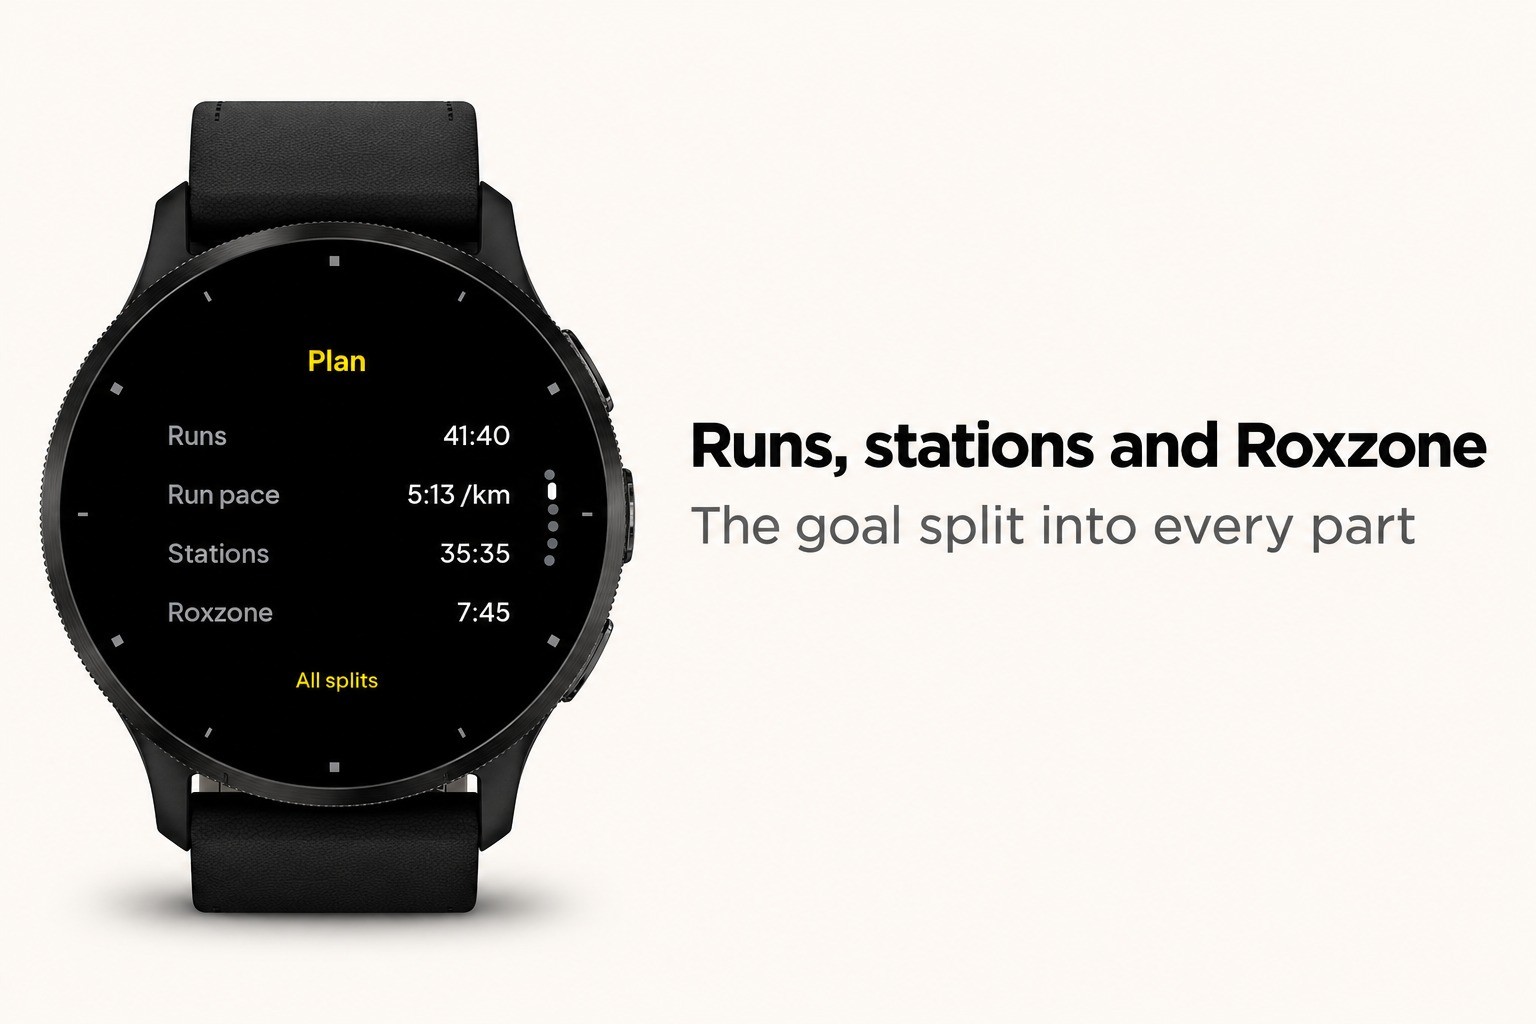 Plan
Runs 41:40
Run pace 5:13 /km
Stations 35:35
Roxzone 7:45
All splits
Runs, stations and Roxzone
The goal split into every part